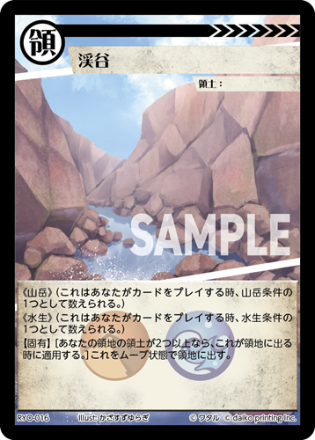 領
渓谷
領土：
SAMPLE
《山岳》(これはあなたがカードをプレイする時、山岳条件の
1つとして数えられる。)
《水生》(これはあなたがカードをプレイする時、水生条件の
1つとして数えられる。)
【固有】[あなたの領地の領土が2つ以上なら、これが領地に出る
時に適用する。]これをムーブ状態で領地に出す。
RYO-016
Illust: かざすずゆらぎ
© ワタル © daiko printing Inc.